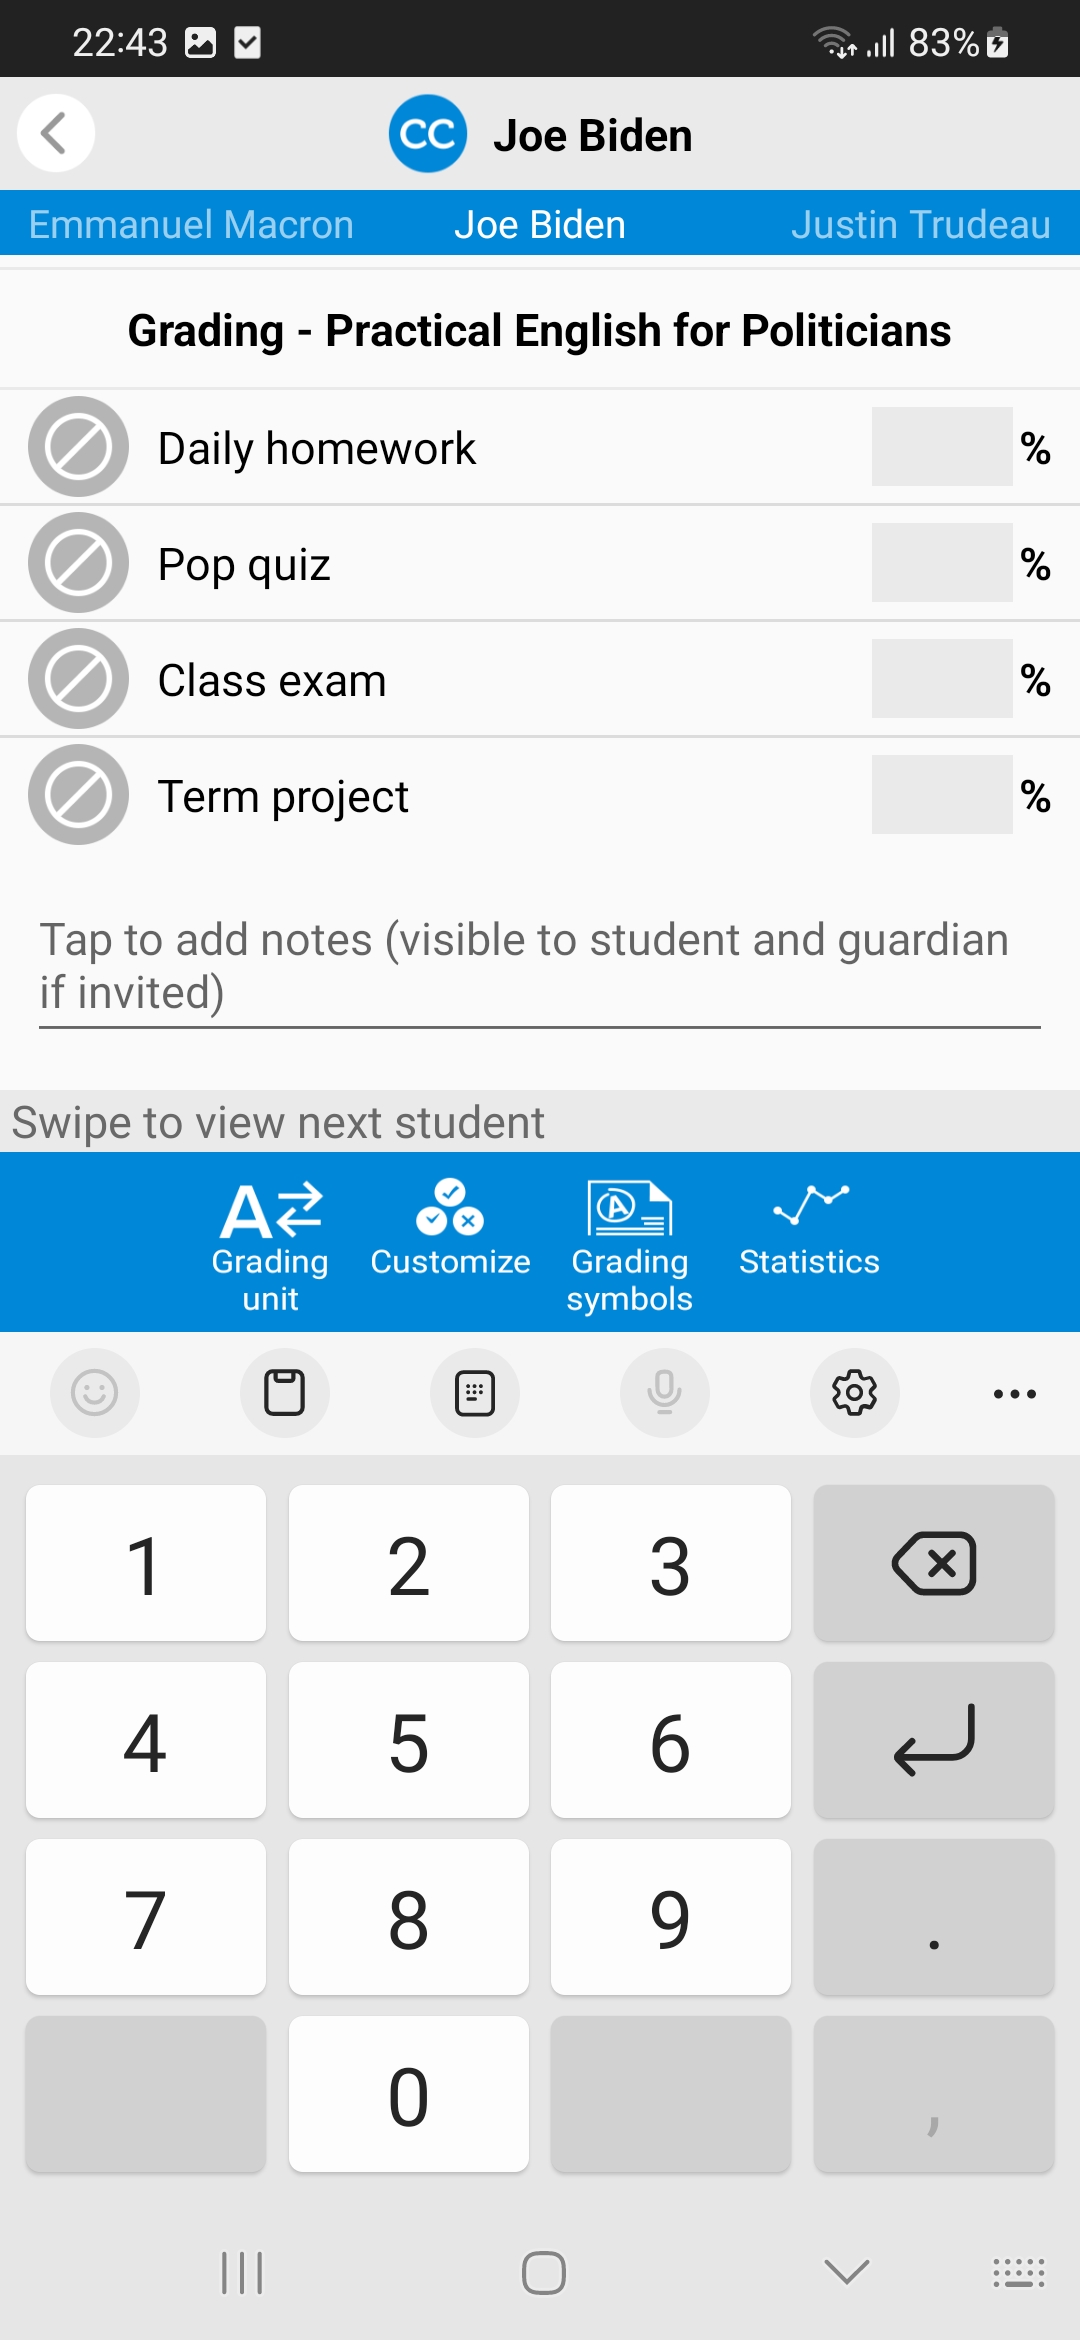 22:43 83%
CC Joe Biden
Emmanuel Macron Joe Biden Justin Trudeau
Grading - Practical English for Politicians
Daily homework %
Pop quiz %
Class exam %
Term project %
Tap to add notes (visible to student and guardian
if invited)
Swipe to view next student
A A
Grading Customize Grading Statistics
unit symbols
1 2 3
4 5 6
7 8 9 .
0 ,